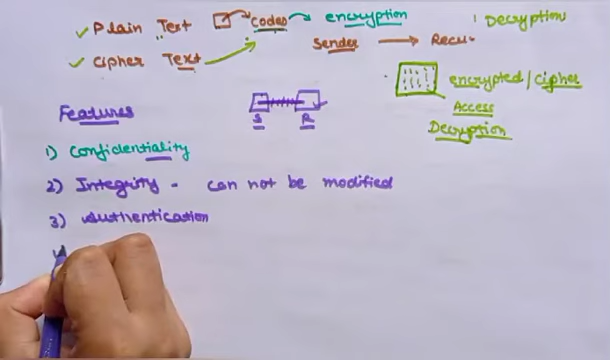 ✓ Plain Text codes encryption ! Decryption
✓ Cipher Text Sender → Recu
encrypted / cipher
Access
Decryption
Features
S R
1) Confidentiality
2) Integrity - can not be modified
3) Authentication